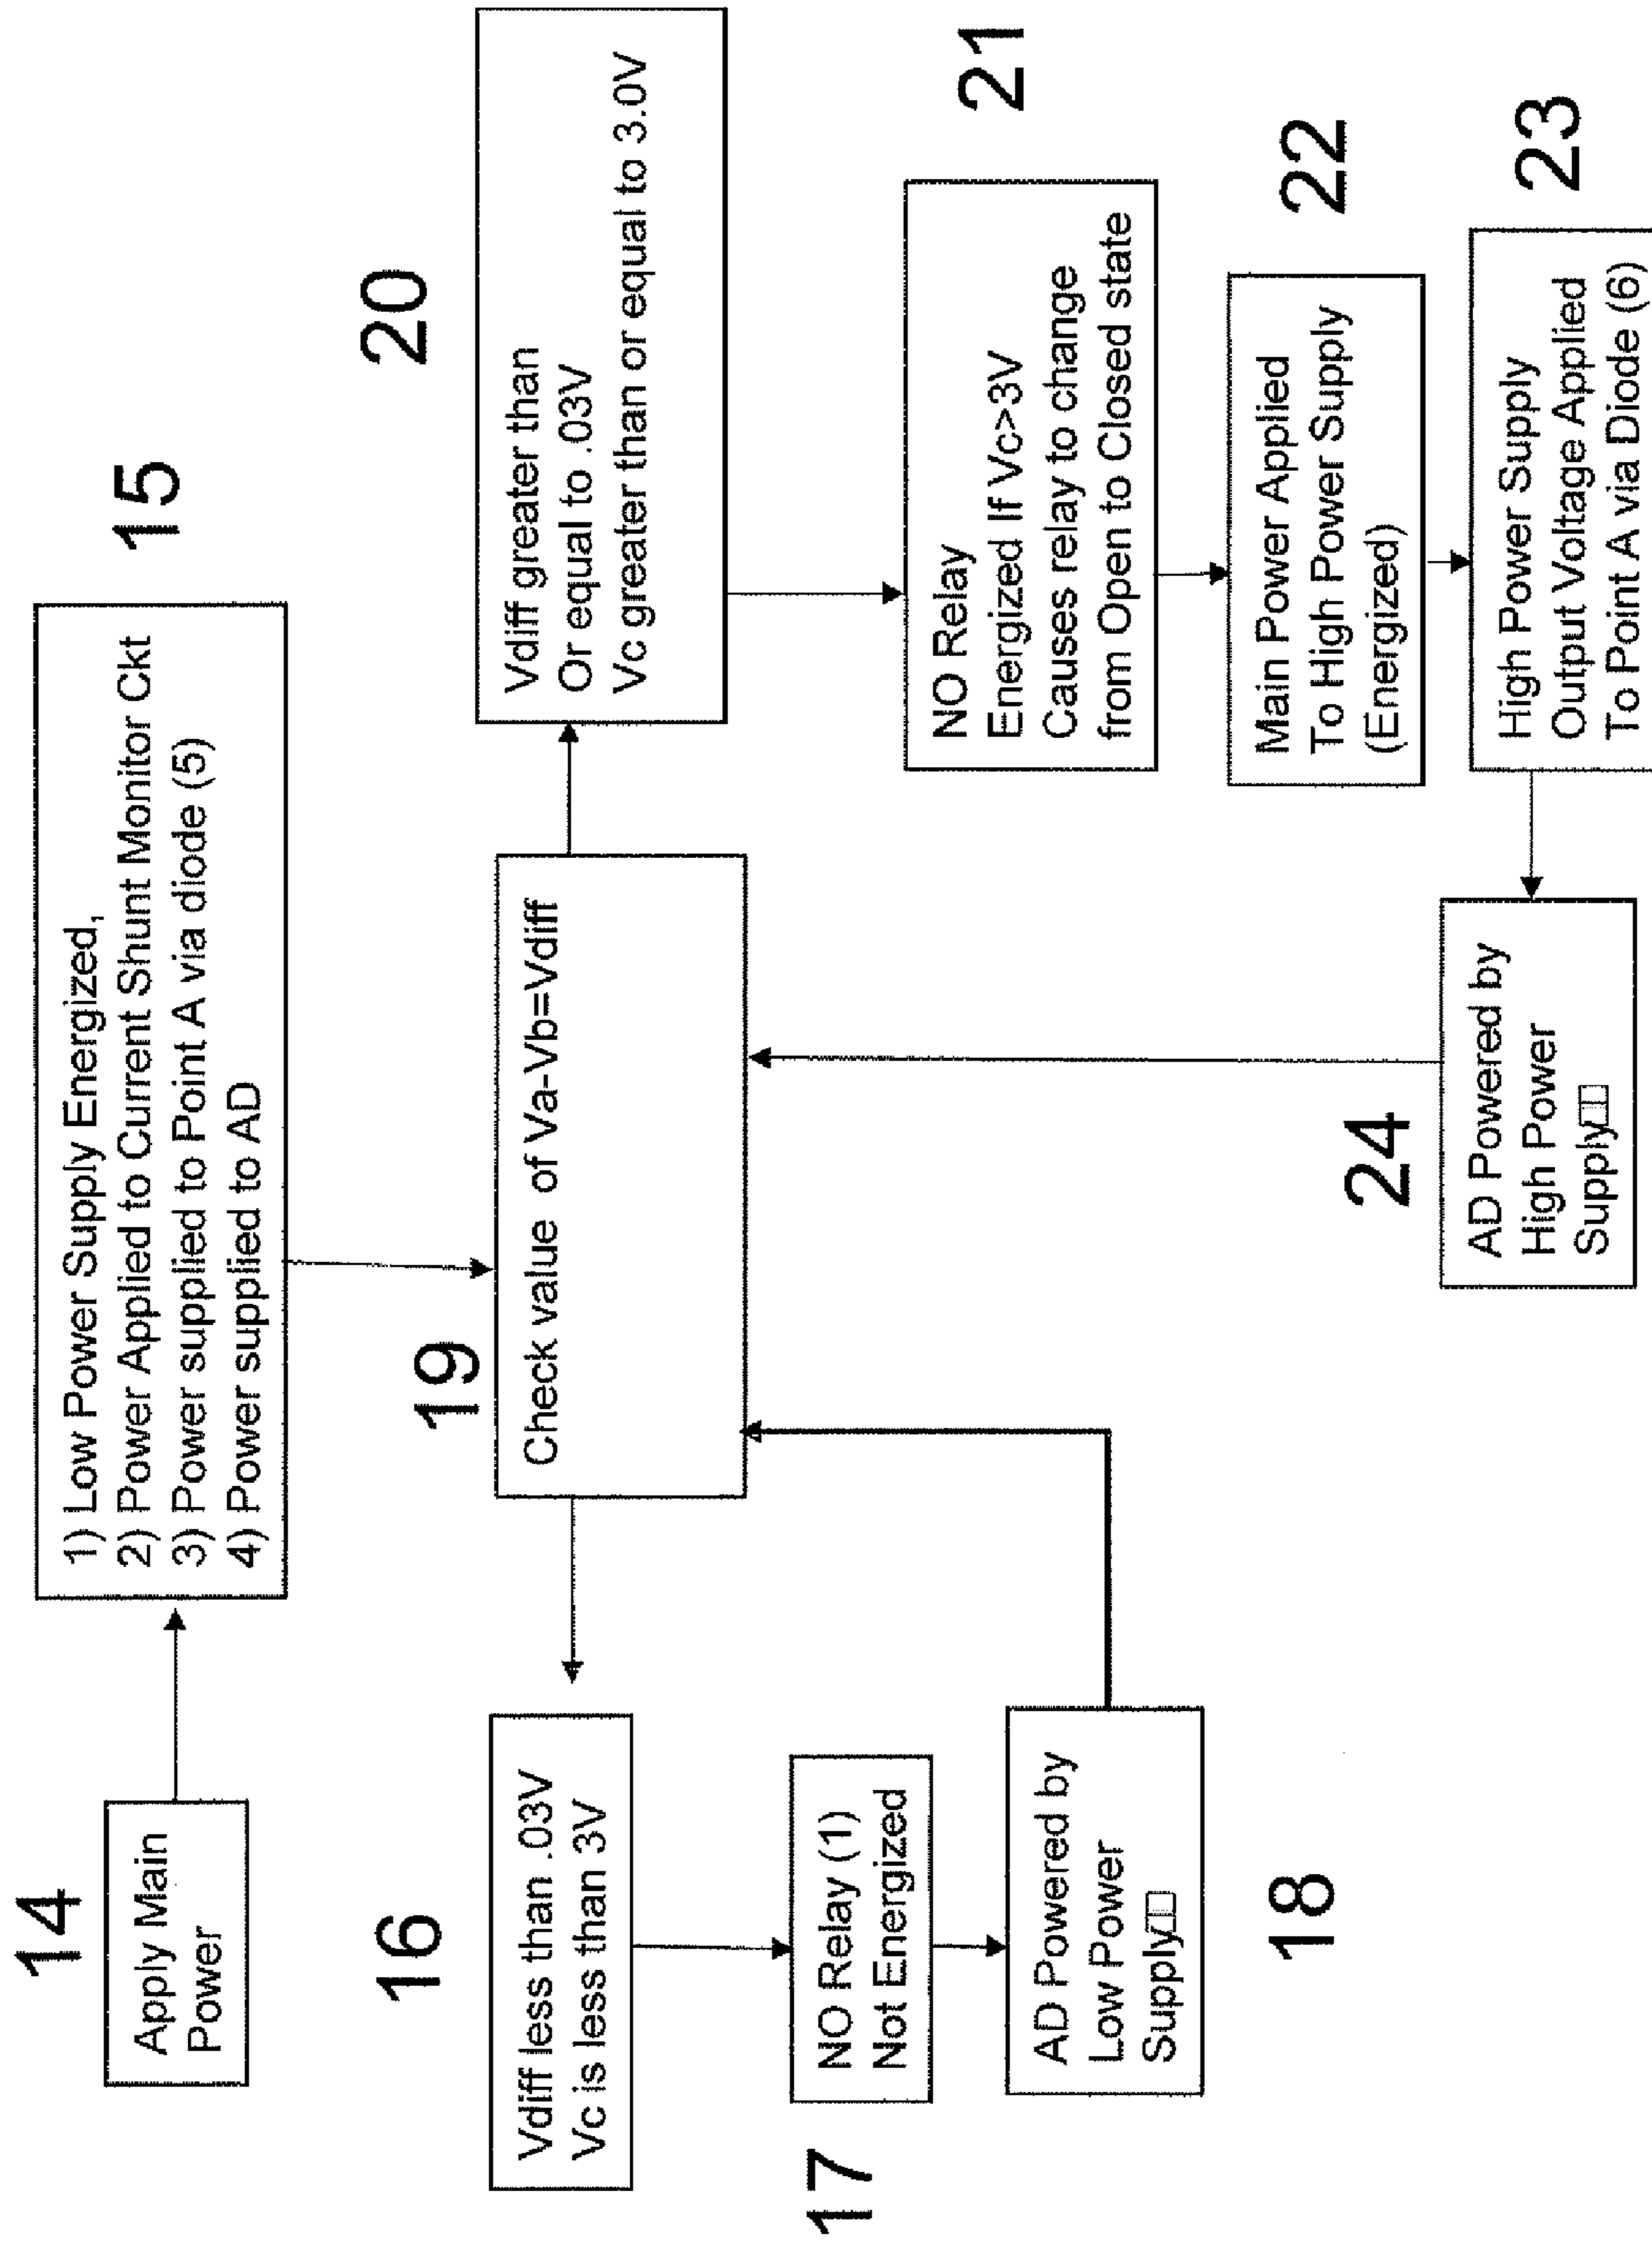 14
Apply Main
Power
15
1) Low Power Supply Energized,
2) Power Applied to Current Shunt Monitor Ckt
3) Power supplied to Point A via diode (5)
4) Power supplied to AD
16
Vdiff less than .03V
Vc is less than 3V
19
Check value of Va-Vb=Vdiff
20
Vdiff greater than
Or equal to .03V
Vc greater than or equal to 3.0V
17
NO Relay (1)
Not Energized
AD Powered by
Low Power
Supply□□
18
21
NO Relay
Energized If Vc>3V
Causes relay to change
from Open to Closed state
22
Main Power Applied
To High Power Supply
(Energized)
23
High Power Supply
Output Voltage Applied
To Point A via Diode (6)
24
AD Powered by
High Power
Supply□□